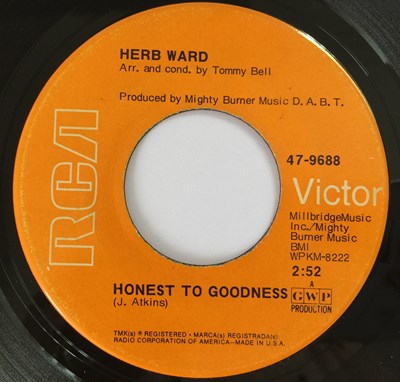 HERB WARD
Arr. and cond. by Tommy Bell
Produced by Mighty Burner Music D. A. B. T.
47-9688
RCA
Victor
MillbridgeMusic
Inc./Mighty
Burner Music
BMI
WPKM-8222
2:52
HONEST TO GOODNESS
(J. Atkins)
A
GWP
PRODUCTION
TMK(s) ® REGISTERED • MARCA(s) REGISTRADA(s)
RADIO CORPORATION OF AMERICA—MADE IN U.S.A.